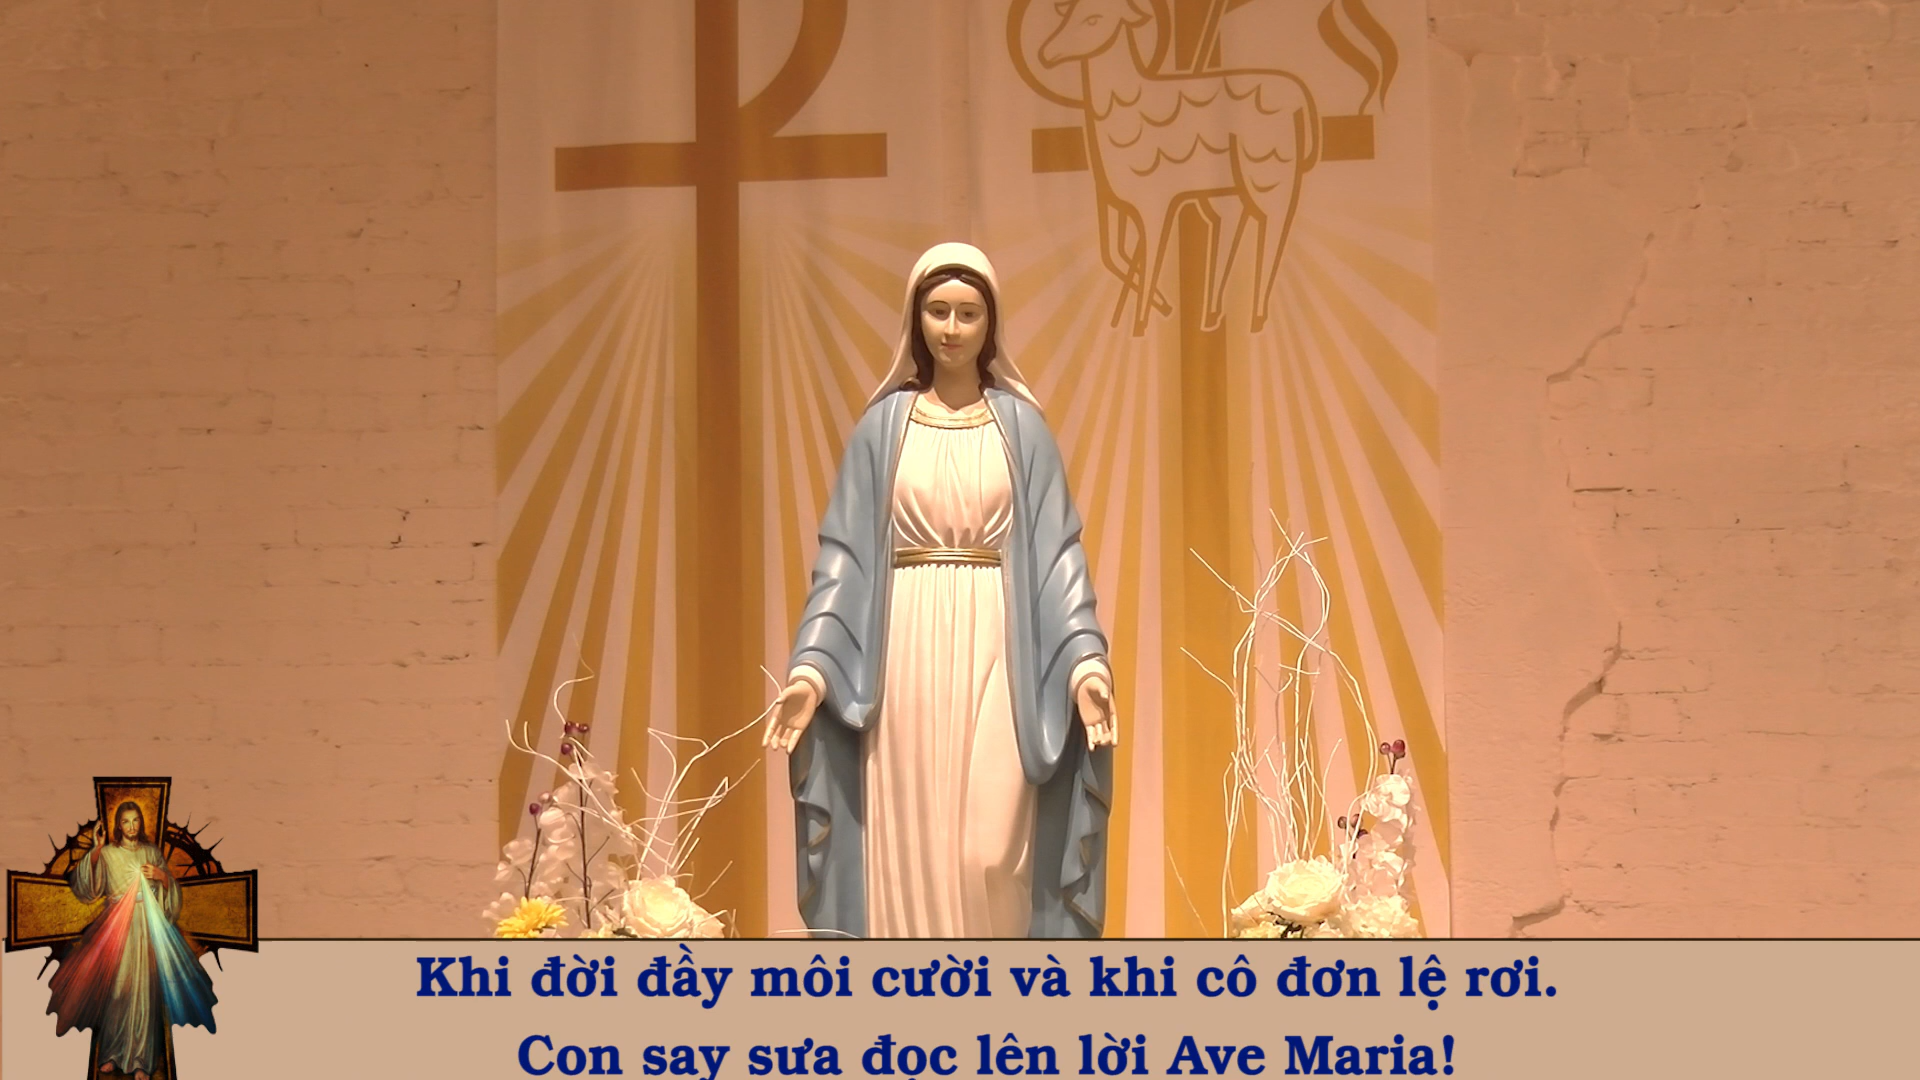 Khi đời đầy môi cười và khi cô đơn lệ rơi.
Con say sưa đọc lên lời Ave Maria!